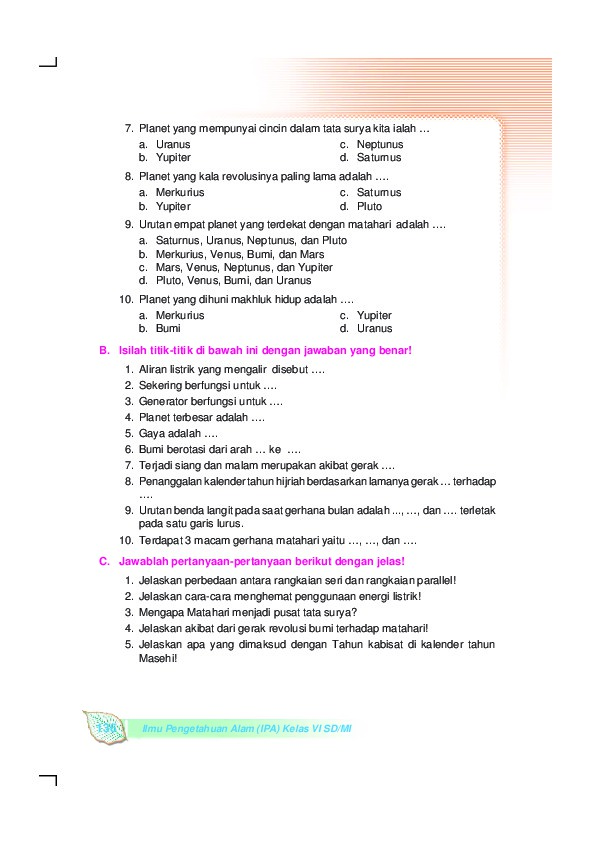 7. Planet yang mempunyai cincin dalam tata surya kita ialah …
a. Uranus c. Neptunus
b. Yupiter d. Saturnus
8. Planet yang kala revolusinya paling lama adalah ….
a. Merkurius c. Saturnus
b. Yupiter d. Pluto
9. Urutan empat planet yang terdekat dengan matahari adalah ….
a. Saturnus, Uranus, Neptunus, dan Pluto
b. Merkurius, Venus, Bumi, dan Mars
c. Mars, Venus, Neptunus, dan Yupiter
d. Pluto, Venus, Bumi, dan Uranus
10. Planet yang dihuni makhluk hidup adalah ….
a. Merkurius c. Yupiter
b. Bumi d. Uranus
B. Isilah titik-titik di bawah ini dengan jawaban yang benar!
1. Aliran listrik yang mengalir disebut ….
2. Sekering berfungsi untuk ….
3. Generator berfungsi untuk ….
4. Planet terbesar adalah ….
5. Gaya adalah ….
6. Bumi berotasi dari arah … ke ….
7. Terjadi siang dan malam merupakan akibat gerak ….
8. Penanggalan kalender tahun hijriah berdasarkan lamanya gerak … terhadap
….
9. Urutan benda langit pada saat gerhana bulan adalah ..., …, dan …. terletak
pada satu garis lurus.
10. Terdapat 3 macam gerhana matahari yaitu …, …, dan ….
C. Jawablah pertanyaan-pertanyaan berikut dengan jelas!
1. Jelaskan perbedaan antara rangkaian seri dan rangkaian parallel!
2. Jelaskan cara-cara menghemat penggunaan energi listrik!
3. Mengapa Matahari menjadi pusat tata surya?
4. Jelaskan akibat dari gerak revolusi bumi terhadap matahari!
5. Jelaskan apa yang dimaksud dengan Tahun kabisat di kalender tahun
Masehi!
Ilmu Pengetahuan Alam (IPA) Kelas VI SD/MI